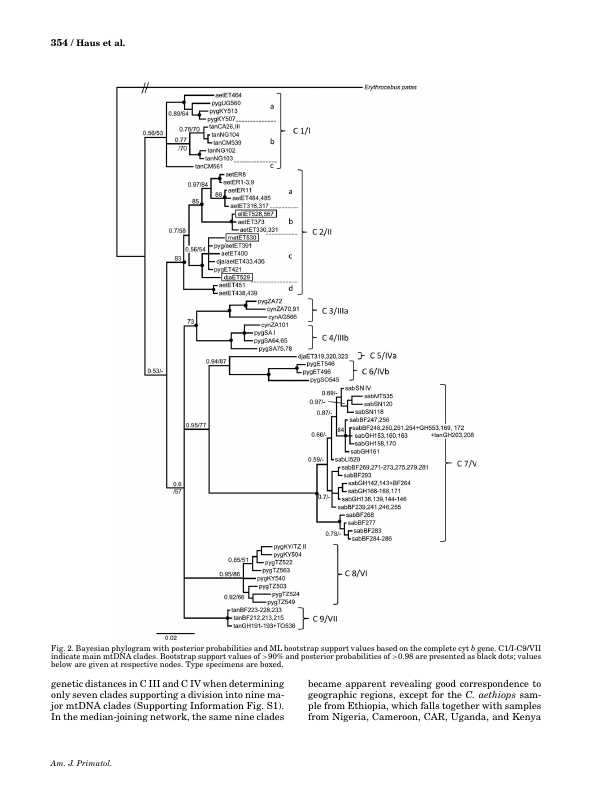 354 / Haus et al.
Erythrocebus patas
aetET464
pygUG560
pygKY513
0.89/64
pygKY507
a
tanCA26,III
0.78/70
tanNG104
0.56/53
0.77
/70
tanCM539
b
C 1/I
tanNG102
tanNG103
tanCM561
c
aetER8
0.97/84
aetER1-3,9
aetER11
a
88
aetET484,485
85
aetET316,317
ellET528,567
b
aetET373
aetET330,331
C 2/II
0.7/58
matET530
0.56/54
pyg/aetET391
aetET400
c
83
dja/aetET433,436
pygET421
djaET529
aetET451
d
aetET438,439
pygZA72
cynZA70,91
C 3/IIIa
cynAG566
73
cynZA101
pygSA I
C 4/IIIb
pygSA64,65
pygSA75,78
djaET319,320,323
C 5/IVa
0.94/87
pygET546
0.53/-
pygET496
C 6/IVb
pygSO545
sabSN IV
0.69/-
sabMT535
0.97/-
sabSN120
sabSN118
0.87/-
sabBF247,256
84
sabBF248,250,251,254+GH553,169, 172
0.95/77
0.66/-
sabGH153,160,163
+tanGH203,208
sabGH158,170
sabGH161
0.59/-
sabLI520
C 7/V
sabBF269,271-273,275,279,281
sabBF293
sabGH142,143+BF264
sabGH166-168,171
0.6
/57
0.7/-
sabGH138,139,144-146
sabBF239,241,246,255
sabBF268
sabBF277
sabBF283
0.78/-
sabBF284-286
pygKY/TZ II
pygKY504
0.85/51
pygTZ522
pygTZ563
0.95/86
pygKY540
C 8/VI
pygTZ503
0.92/66
pygTZ524
pygTZ549
tanBF223-228,233
tanBF212,213,215
C 9/VII
tanGH191-193+TO536
0.02
Fig. 2. Bayesian phylogram with posterior probabilities and ML bootstrap support values based on the complete cyt b gene. C1/I-C9/VII
indicate main mtDNA clades. Bootstrap support values of >90% and posterior probabilities of >0.98 are presented as black dots; values
below are given at respective nodes. Type specimens are boxed.
genetic distances in C III and C IV when determining
only seven clades supporting a division into nine ma-
jor mtDNA clades (Supporting Information Fig. S1).
In the median-joining network, the same nine clades
became apparent revealing good correspondence to
geographic regions, except for the C. aethiops sam-
ple from Ethiopia, which falls together with samples
from Nigeria, Cameroon, CAR, Uganda, and Kenya
Am. J. Primatol.